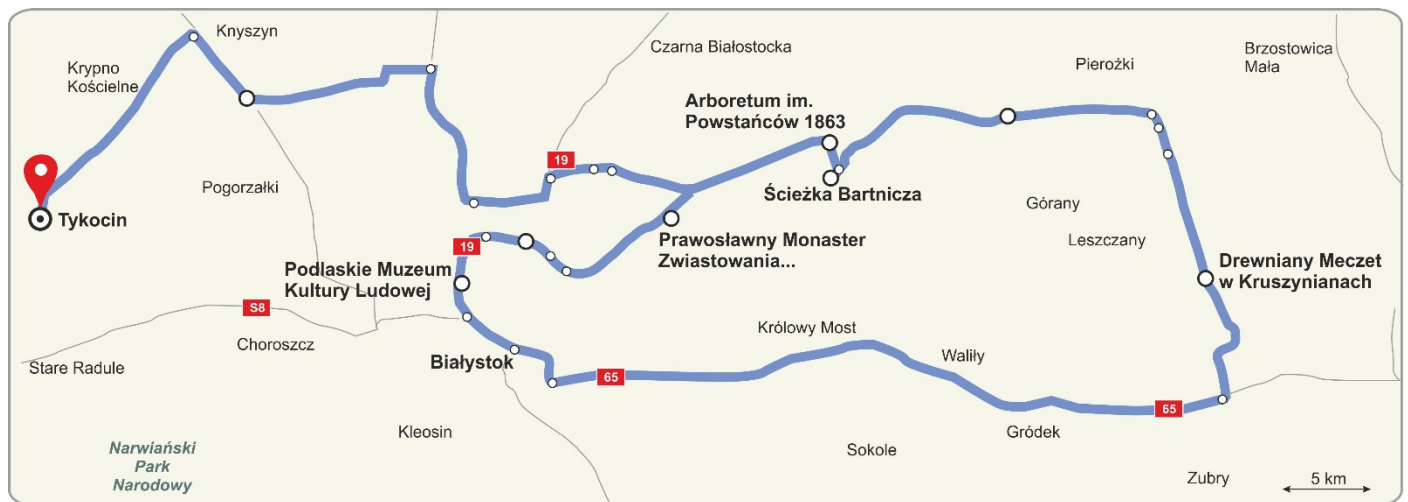 Knyszyn
Krypno
Kościelne
Czarna Białostocka
Brzostowica
Mała
Pierożki
Arboretum im.
Powstańców 1863
19
Pogorzałki
Ścieżka Bartnicza
Tykocin
Górany
Leszczany
Prawosławny Monaster
Zwiastowania...
19
Podlaskie Muzeum
Kultury Ludowej
Drewniany Meczet
w Kruszynianach
S8
Choroszcz
Królowy Most
Waliły
Stare Radule
Białystok
65
65
Kleosin
Gródek
Sokole
Narwiański
Park
Narodowy
Zubry
5 km